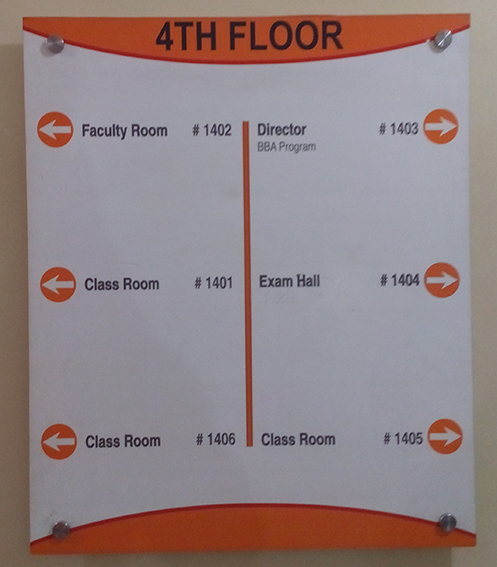 4TH FLOOR
Faculty Room # 1402
Director # 1403
BBA Program
Class Room # 1401
Exam Hall # 1404
Class Room # 1406
Class Room # 1405